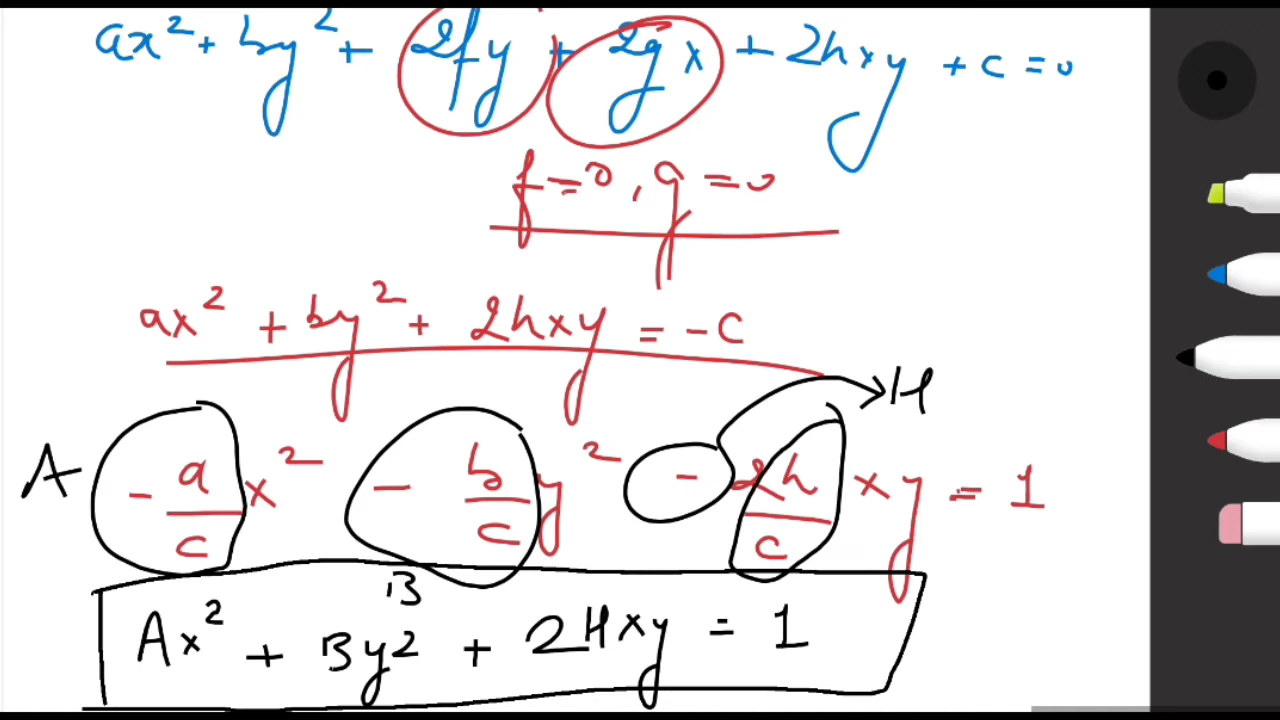 ax² + by² + 2fy + 2gx + 2hxy + c = 0
f = 0, g = 0
ax² + by² + 2hxy = -c
H
A - a/c x² - b/c y² - 2h/c xy = 1
B
Ax² + By² + 2Hxy = 1